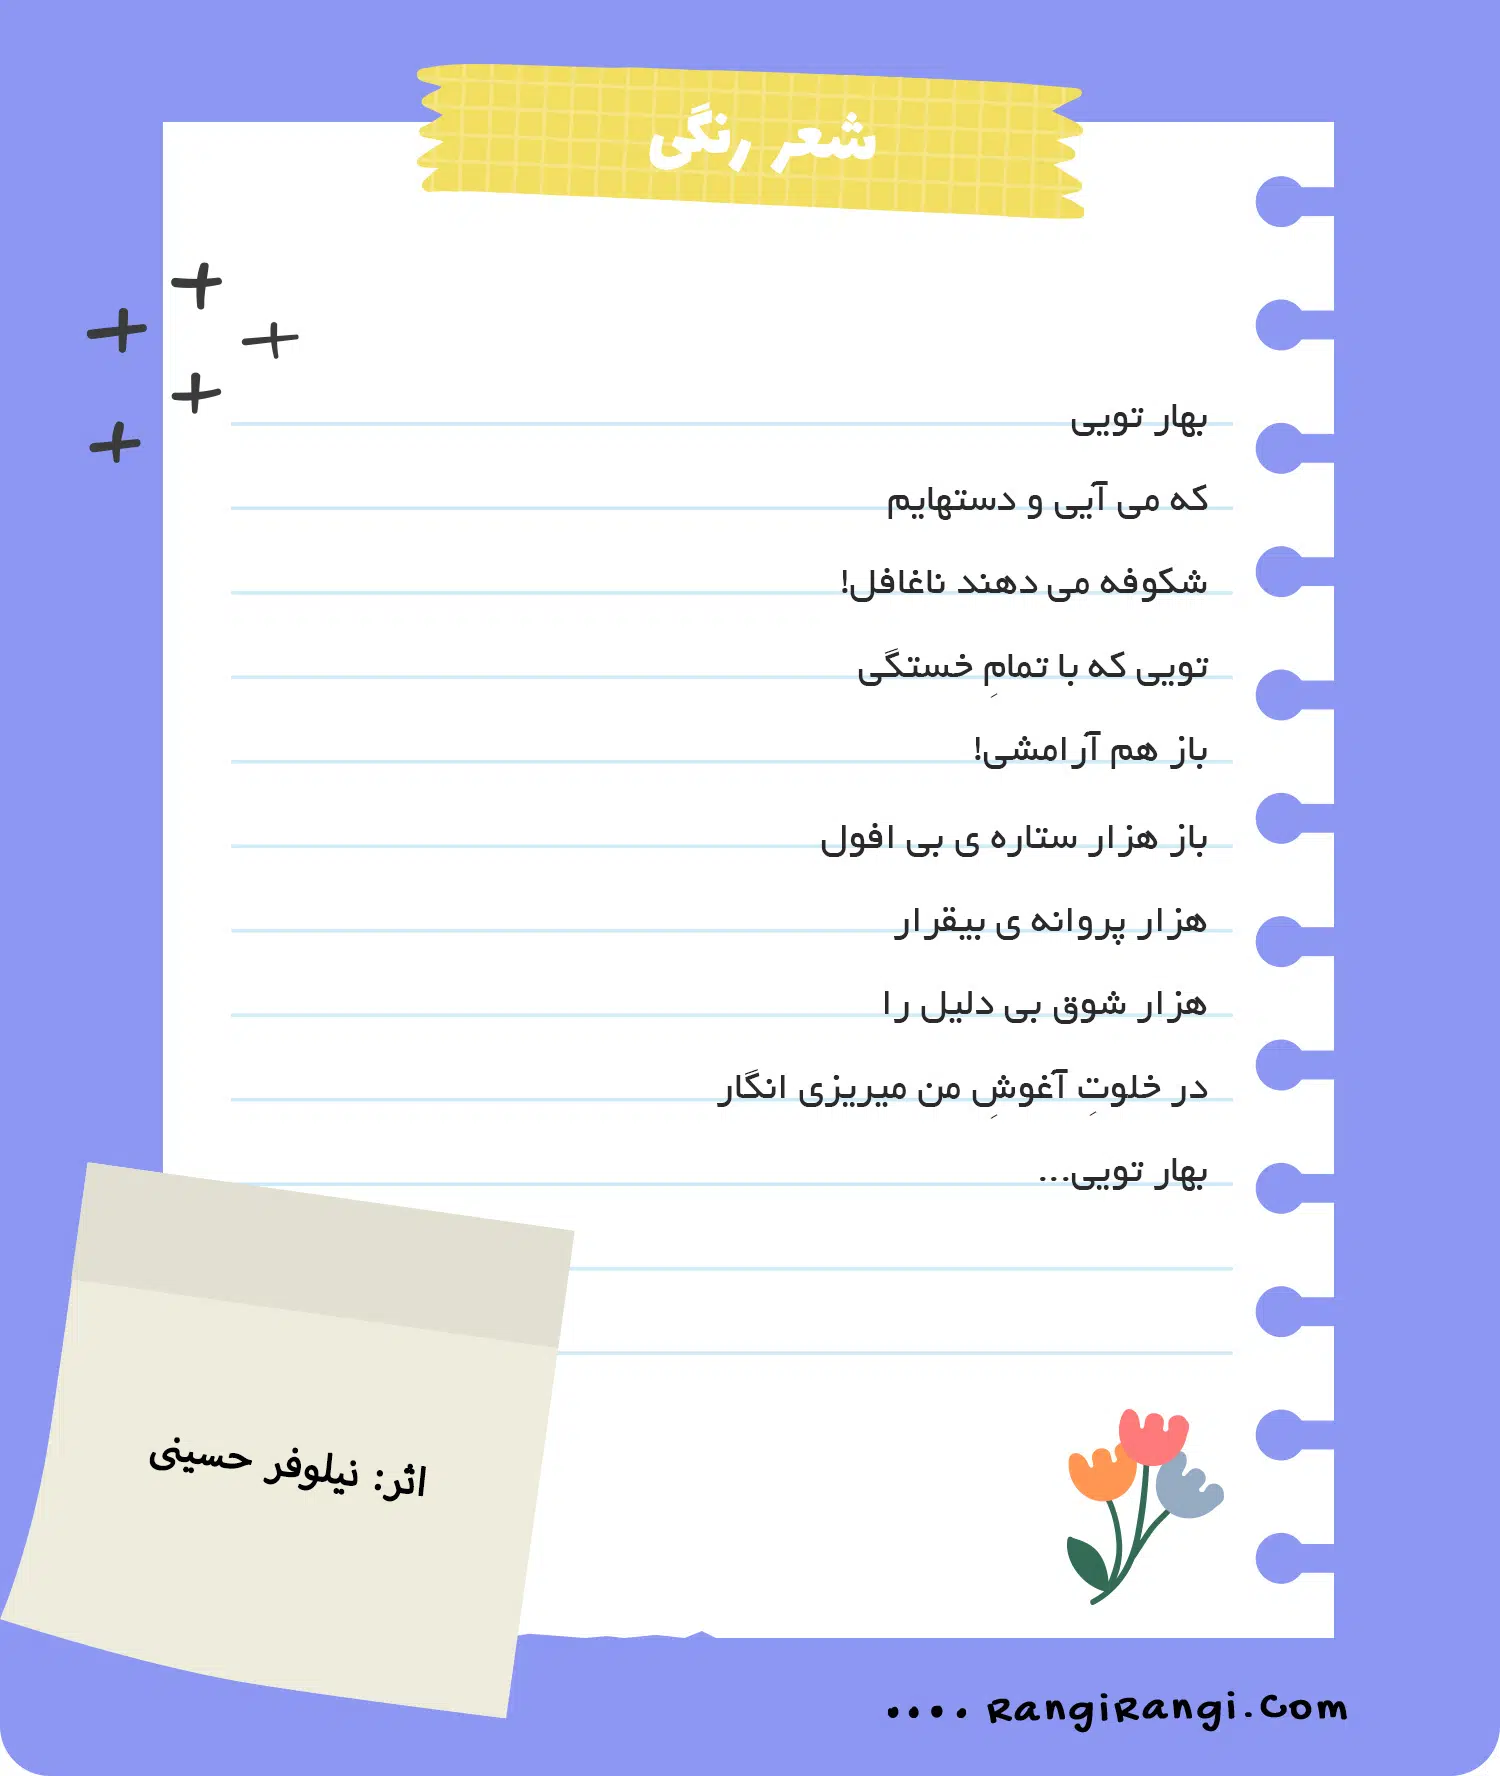 شعر رنگی
بهار تویی
که می آیی و دستهایم
شکوفه می دهند ناغافل!
تویی که با تمامِ خستگی
باز هم آرامشی!
باز هزار ستاره ی بی افول
هزار پروانه ی بیقرار
هزار شوق بی دلیل را
در خلوتِ آغوشِ من میریزی انگار
بهار تویی...
اثر: نیلوفر حسینی
.... RangiRangi.Com